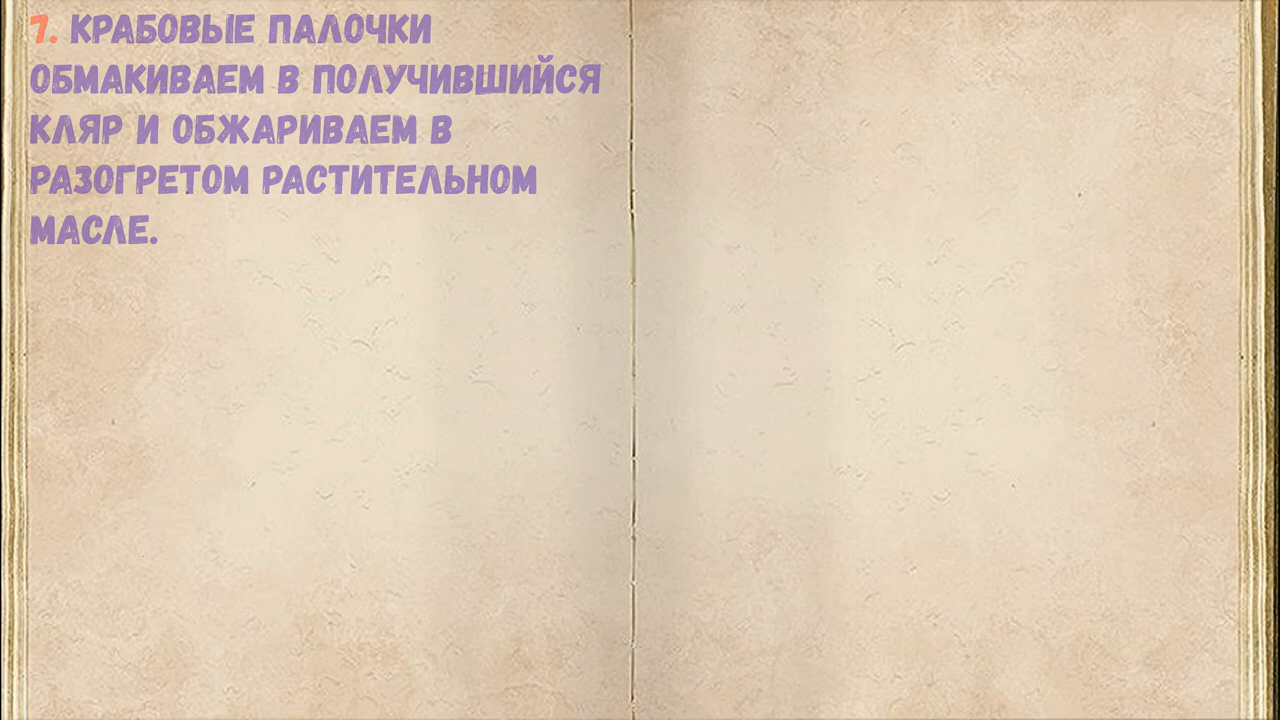 7. КРАБОВЫЕ ПАЛОЧКИ
ОБМАКИВАЕМ В ПОЛУЧИВШИЙСЯ
КЛЯР И ОБЖАРИВАЕМ В
РАЗОГРЕТОМ РАСТИТЕЛЬНОМ
МАСЛЕ.